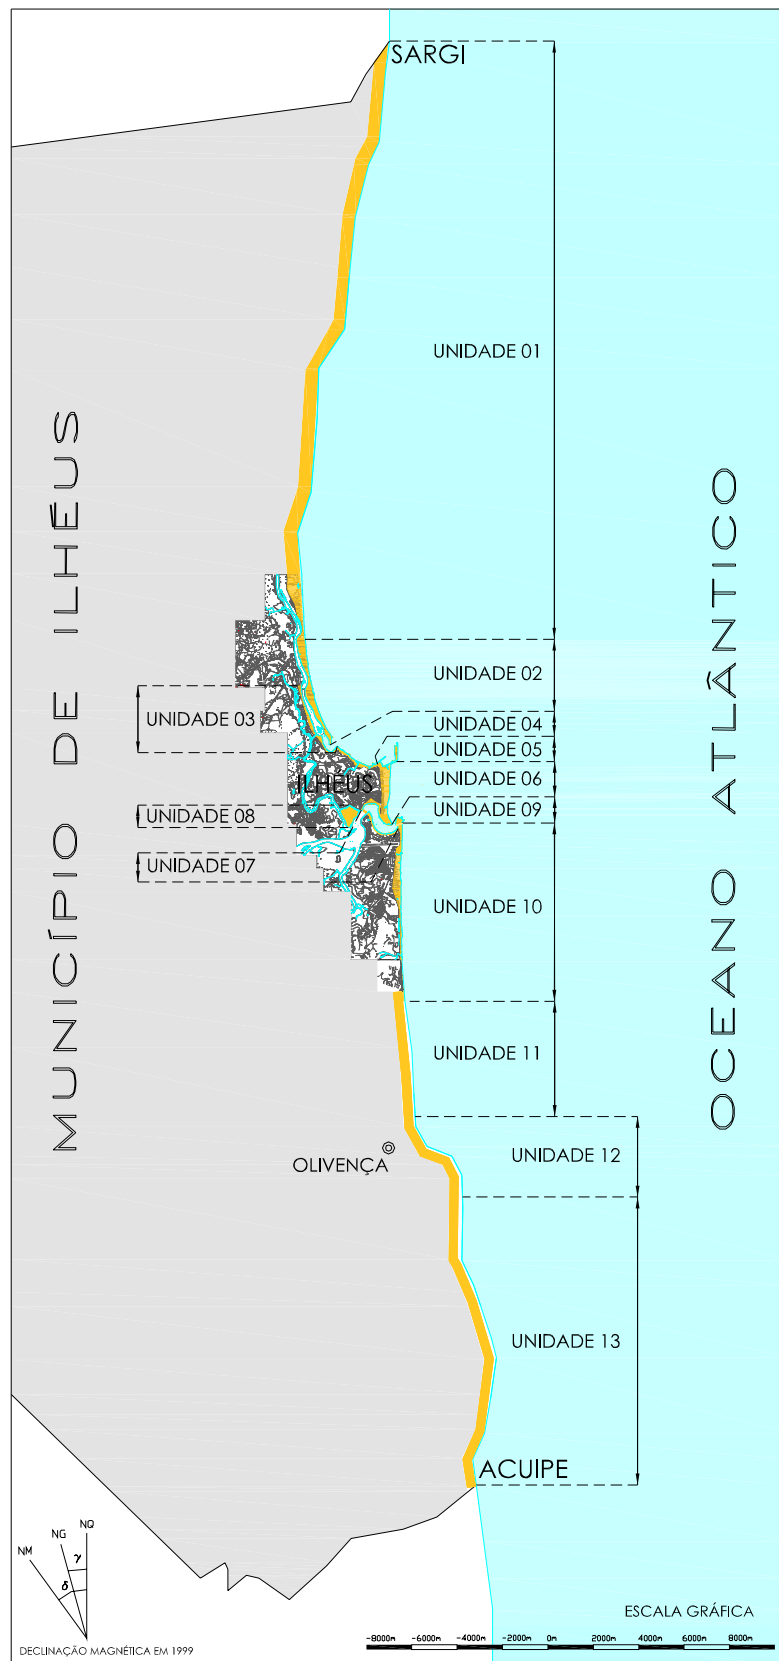 SARGI
UNIDADE 01
MUNICÍPIO DE ILHÉUS
OCEANO ATLÂNTICO
UNIDADE 02
UNIDADE 03
UNIDADE 04
UNIDADE 05
UNIDADE 06
ILHÉUS
UNIDADE 09
UNIDADE 08
UNIDADE 07
UNIDADE 10
UNIDADE 11
UNIDADE 12
OLIVENÇA
UNIDADE 13
ACUIPE
NQ
NG
NM
γ
δ
DECLINAÇÃO MAGNÉTICA EM 1999
ESCALA GRÁFICA
-8000m -6000m -4000m -2000m 0m 2000m 4000m 6000m 8000m